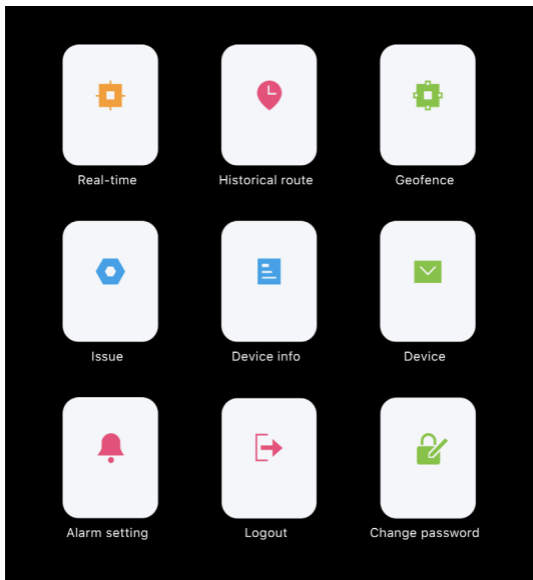 Real-time
Historical route
Geofence
Issue
Device info
Device
Alarm setting
Logout
Change password